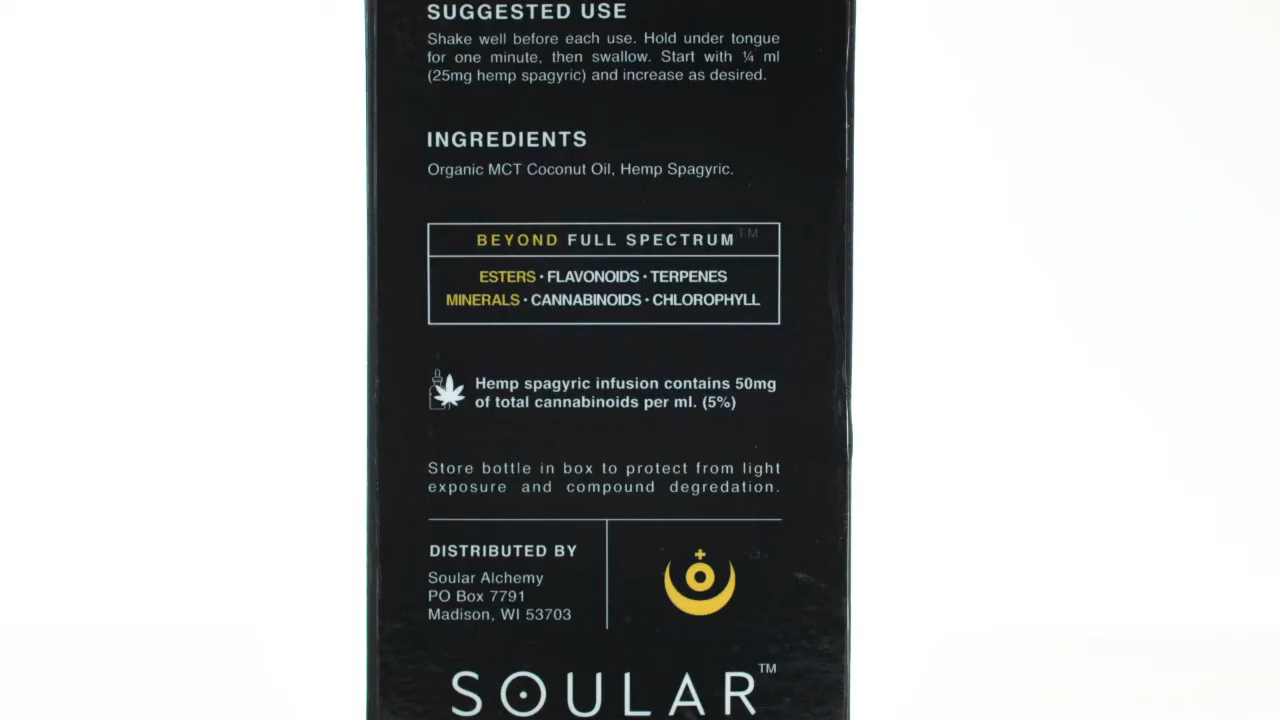 SUGGESTED USE
Shake well before each use. Hold under tongue
for one minute, then swallow. Start with ¼ ml
(25mg hemp spagyric) and increase as desired.
INGREDIENTS
Organic MCT Coconut Oil, Hemp Spagyric.
BEYOND FULL SPECTRUM™
ESTERS · FLAVONOIDS · TERPENES
MINERALS · CANNABINOIDS · CHLOROPHYLL
Hemp spagyric infusion contains 50mg
of total cannabinoids per ml. (5%)
Store bottle in box to protect from light
exposure and compound degredation.
DISTRIBUTED BY
Soular Alchemy
PO Box 7791
Madison, WI 53703
SOULAR™